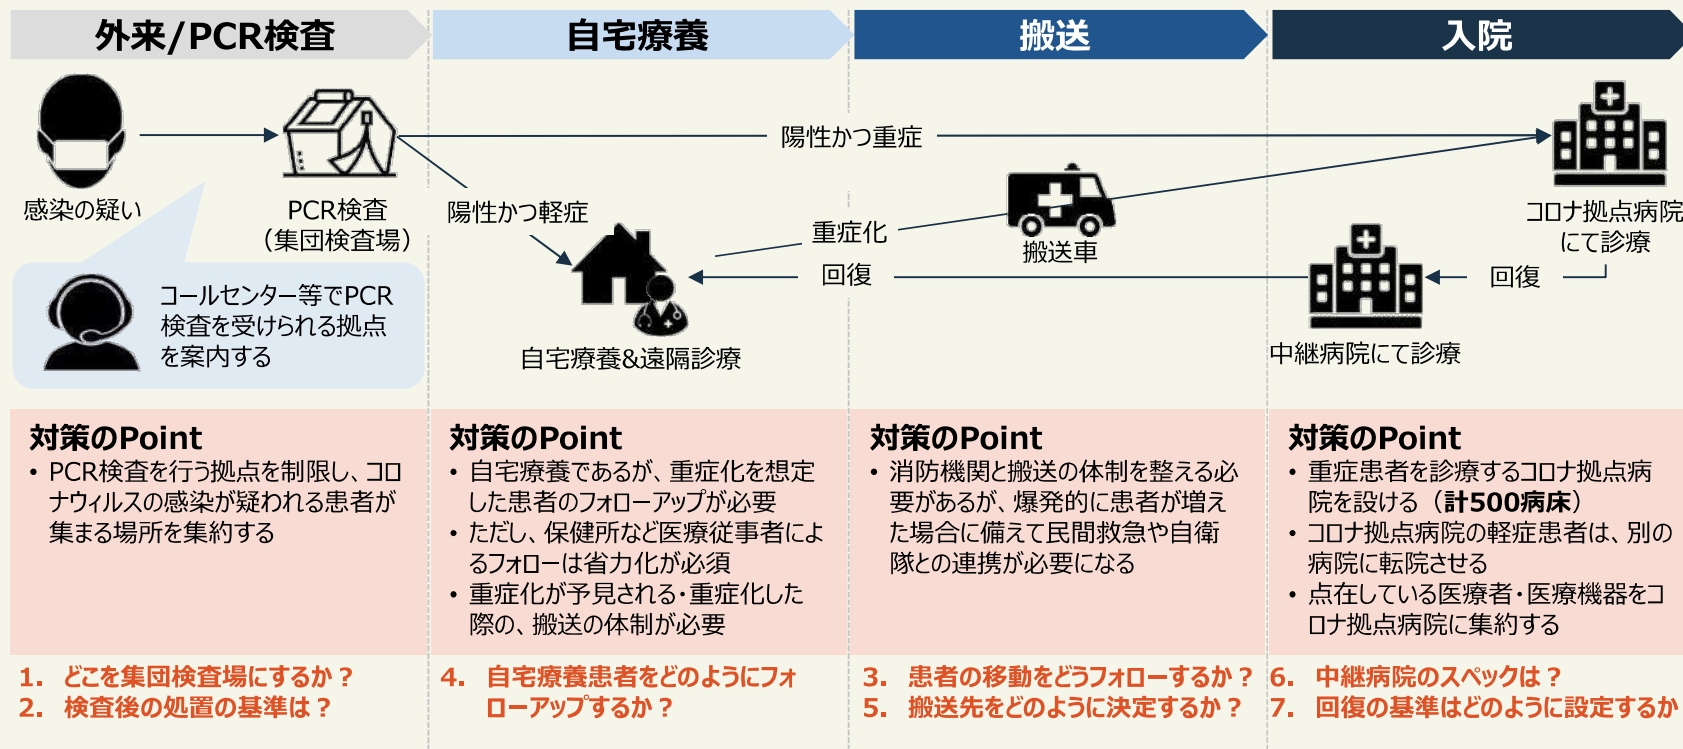 外来/PCR検査
自宅療養
搬送
入院
感染の疑い
PCR検査
（集団検査場）
コールセンター等でPCR
検査を受けられる拠点
を案内する
陽性かつ重症
陽性かつ軽症
重症化
回復
搬送車
自宅療養&遠隔診療
コロナ拠点病院
にて診療
回復
中継病院にて診療
対策のPoint
• PCR検査を行う拠点を制限し、コロ
ナウィルスの感染が疑われる患者が
集まる場所を集約する
対策のPoint
• 自宅療養であるが、重症化を想定
した患者のフォローアップが必要
• ただし、保健所など医療従事者によ
るフォローは省力化が必須
• 重症化が予見される・重症化した
際の、搬送の体制が必要
対策のPoint
• 消防機関と搬送の体制を整える必
要があるが、爆発的に患者が増え
た場合に備えて民間救急や自衛
隊との連携が必要になる
対策のPoint
• 重症患者を診療するコロナ拠点病
院を設ける（計500病床）
• コロナ拠点病院の軽症患者は、別の
病院に転院させる
• 点在している医療者・医療機器をコ
ロナ拠点病院に集約する
1. どこを集団検査場にするか？
2. 検査後の処置の基準は？
4. 自宅療養患者をどのようにフォ
ローアップするか？
3. 患者の移動をどうフォローするか？
5. 搬送先をどのように決定するか？
6. 中継病院のスペックは？
7. 回復の基準はどのように設定するか